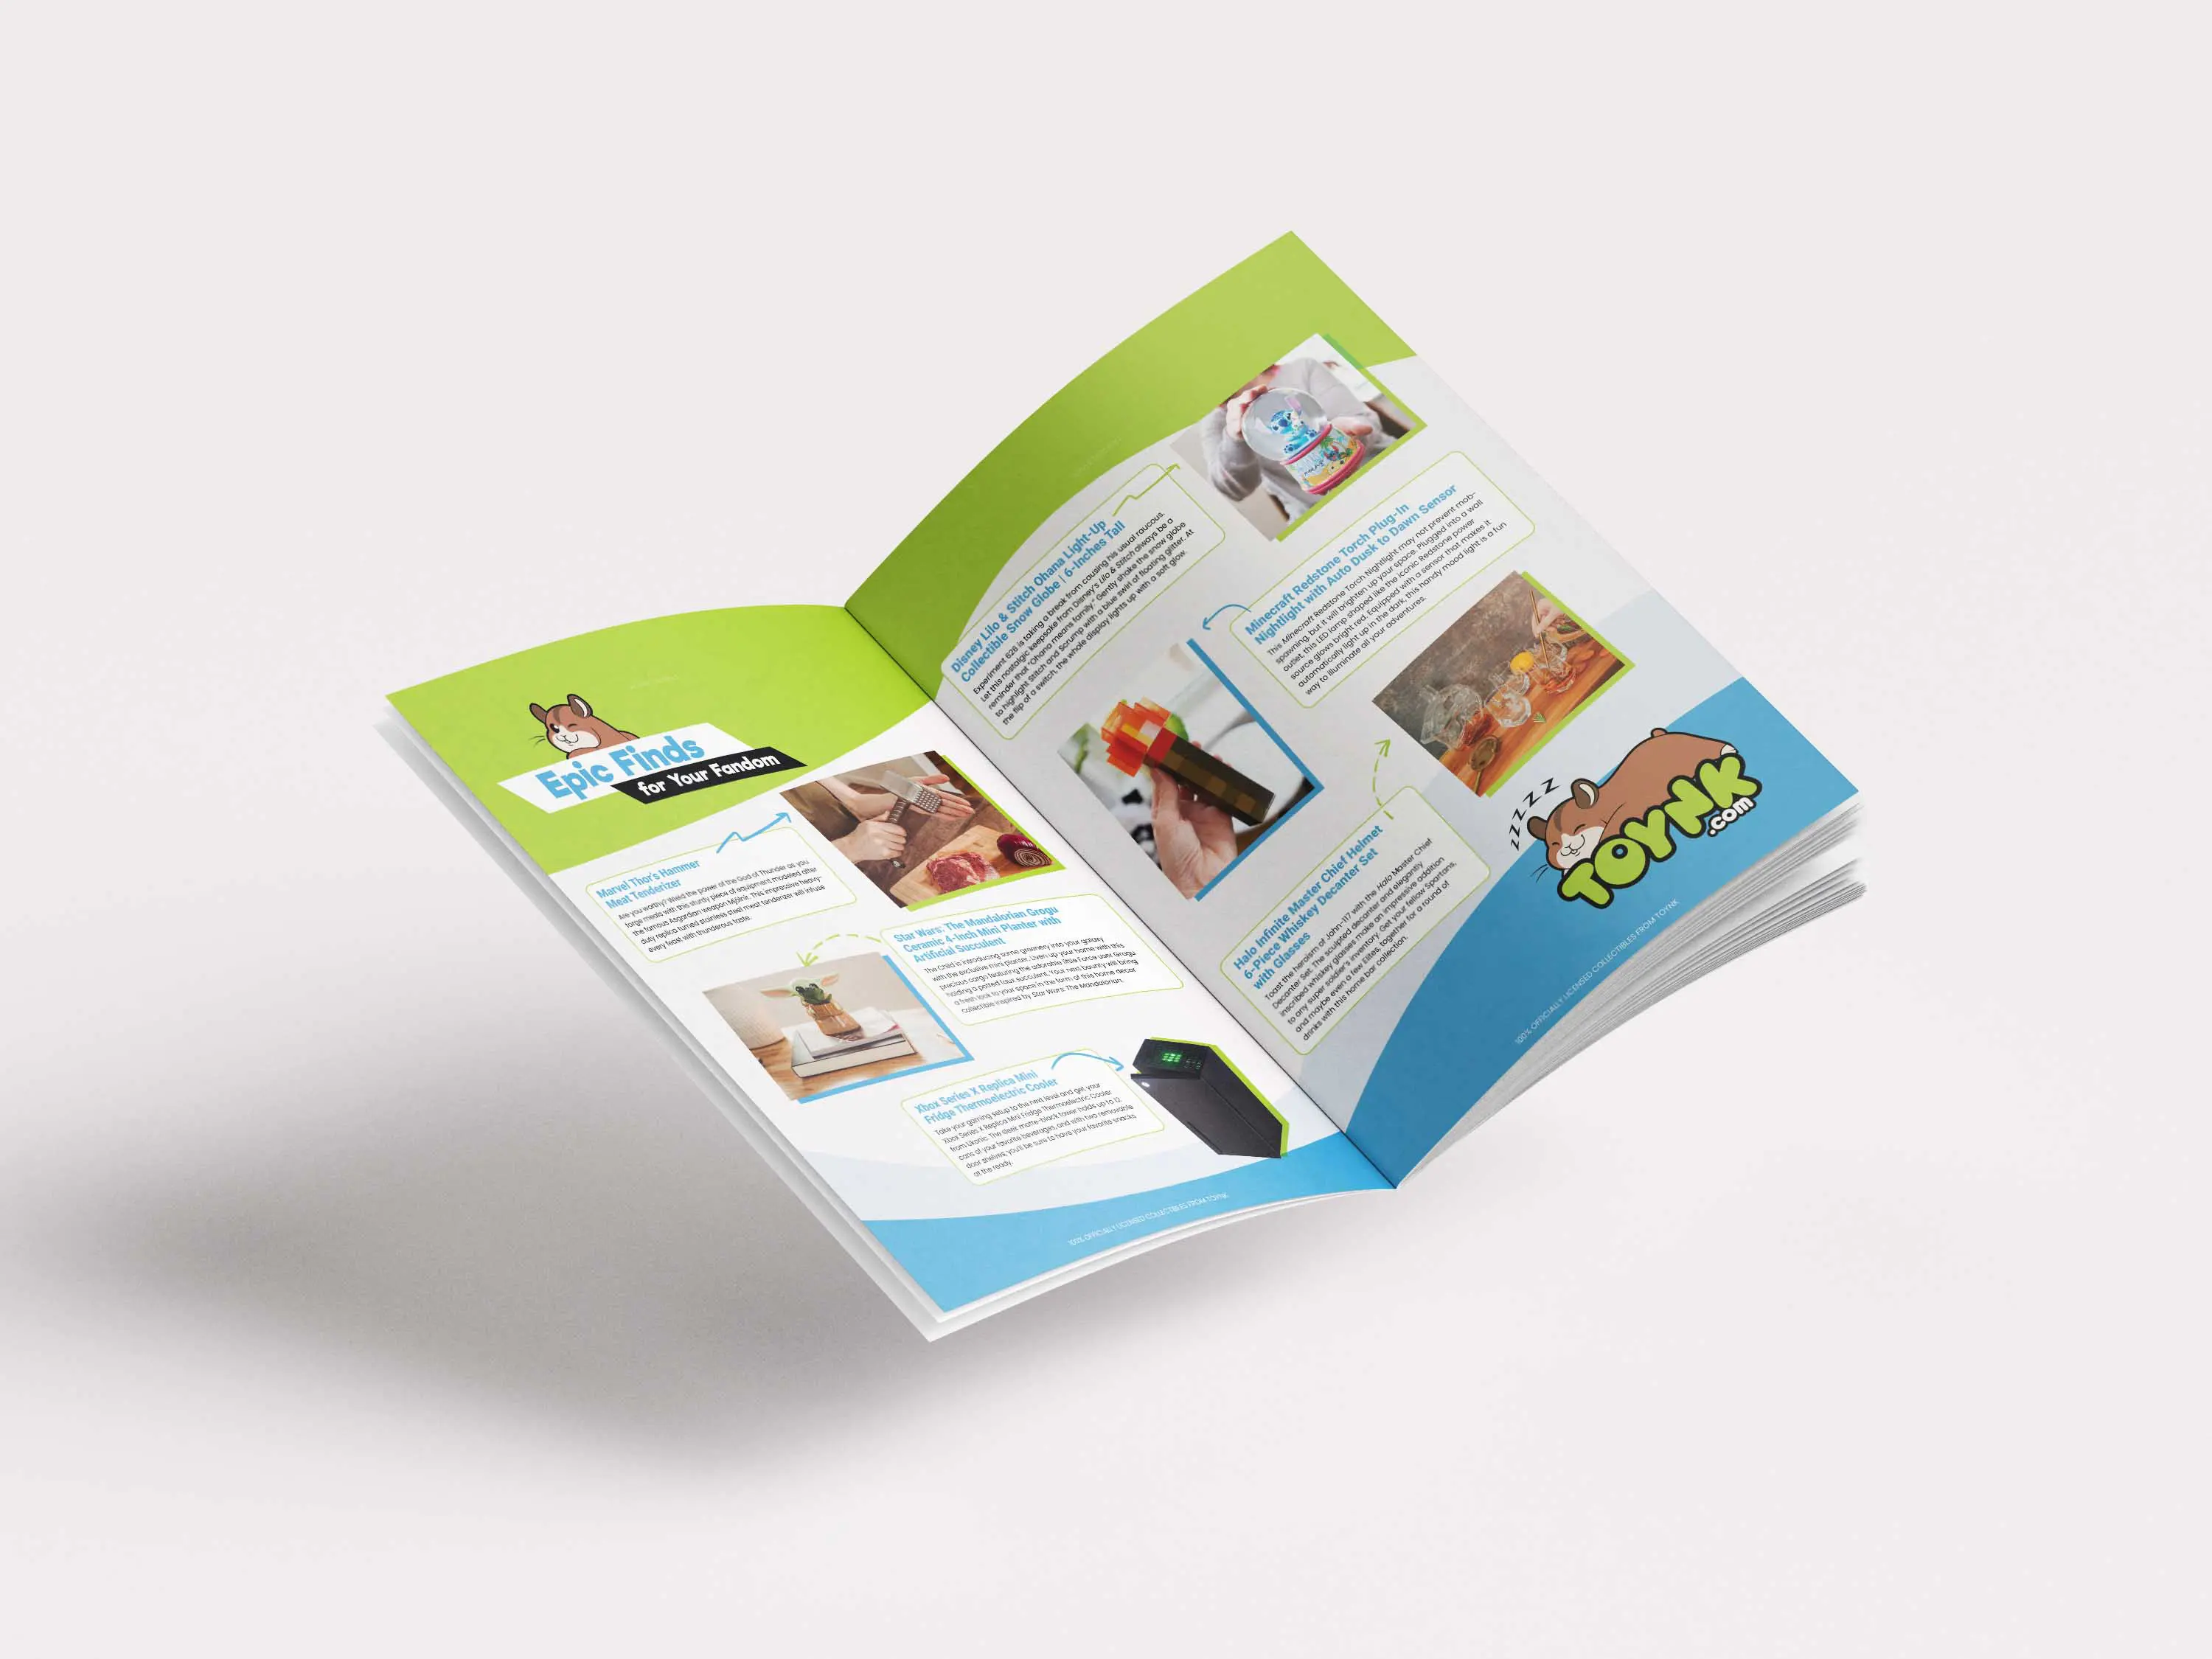 Epic Finds
for Your Fandom
Marvel Thor's Hammer
Meat Tenderizer
Are you worthy? Wield the power of the God of Thunder as you
forge meals with this sturdy piece of equipment modeled after
the famous Asgardian weapon Mjölnir. This impressive heavy-
duty replica turned stainless steel meat tenderizer will infuse
every feast with thunderous taste.
Star Wars: The Mandalorian Grogu
Ceramic 4-Inch Mini Planter with
Artificial Succulent
The Child is introducing some greenery into your galaxy
with the exclusive mini planter. Liven up your home with this
precious cargo featuring the adorable little Force user Grogu
holding a potted faux succulent. Your next bounty will bring
a fresh look to your space in the form of this home decor
collectible inspired by Star Wars: The Mandalorian.
Xbox Series X Replica Mini
Fridge Thermoelectric Cooler
Take your gaming setup to the next level and get your
Xbox Series X Replica Mini Fridge Thermoelectric Cooler
from Ukonic. The sleek matte-black tower holds up to 12
cans of your favorite beverages, and with two removable
door shelves, you'll be sure to have your favorite snacks
at the ready.
100% OFFICIALLY LICENSED COLLECTIBLES FROM TOYNK
Disney Lilo & Stitch Ohana Light-Up
Collectible Snow Globe | 6-Inches Tall
Experiment 626 is taking a break from causing his usual raucous.
Let this nostalgic keepsake from Disney's Lilo & Stitch always be a
reminder that "Ohana means family." Gently shake the snow globe
to highlight Stitch and Scrump with a blue swirl of floating glitter. At
the flip of a switch, the whole display lights up with a soft glow.
Minecraft Redstone Torch Plug-In
Nightlight with Auto Dusk to Dawn Sensor
This Minecraft Redstone Torch Nightlight may not prevent mob-
spawning, but it will brighten up your space. Plugged into a wall
outlet, this LED lamp shaped like the iconic Redstone power
source glows bright red. Equipped with a sensor that makes it
automatically light up in the dark, this handy mood light is a fun
way to illuminate all your adventures.
Halo Infinite Master Chief Helmet
6-Piece Whiskey Decanter Set
with Glasses
Toast the heroism of John-117 with the Halo Master Chief
Decanter Set. The sculpted decanter and elegantly
inscribed whiskey glasses make an impressive addition
to any super soldier's inventory. Get your fellow Spartans,
and maybe even a few Elites, together for a round of
drinks with this home bar collection.
zzzzZ
TOYNK
.com
100% OFFICIALLY LICENSED COLLECTIBLES FROM TOYNK